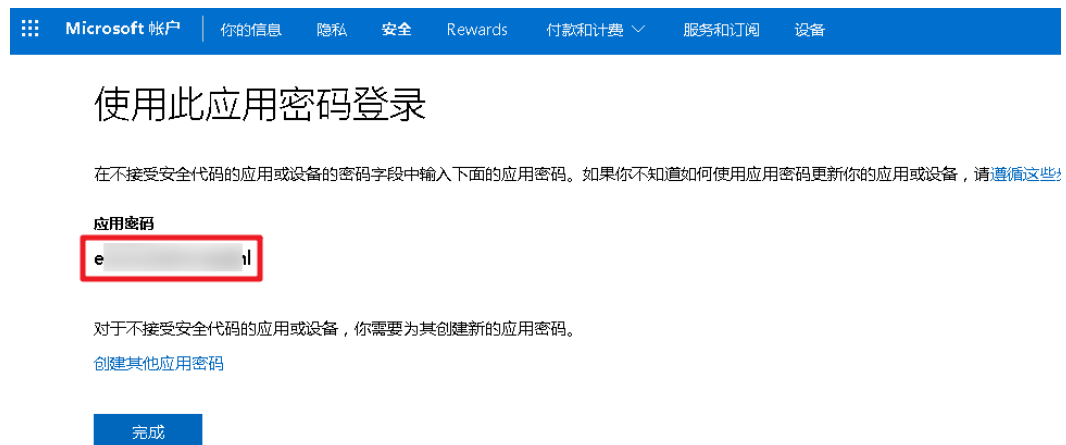 Microsoft 帐户 你的信息 隐私 安全 Rewards 付款和计费 服务和订阅 设备
使用此应用密码登录
在不接受安全代码的应用或设备的密码字段中输入下面的应用密码。如果你不知道如何使用应用密码更新你的应用或设备，请遵循这些
应用密码
对于不接受安全代码的应用或设备，你需要为其创建新的应用密码。
创建其他应用密码
完成